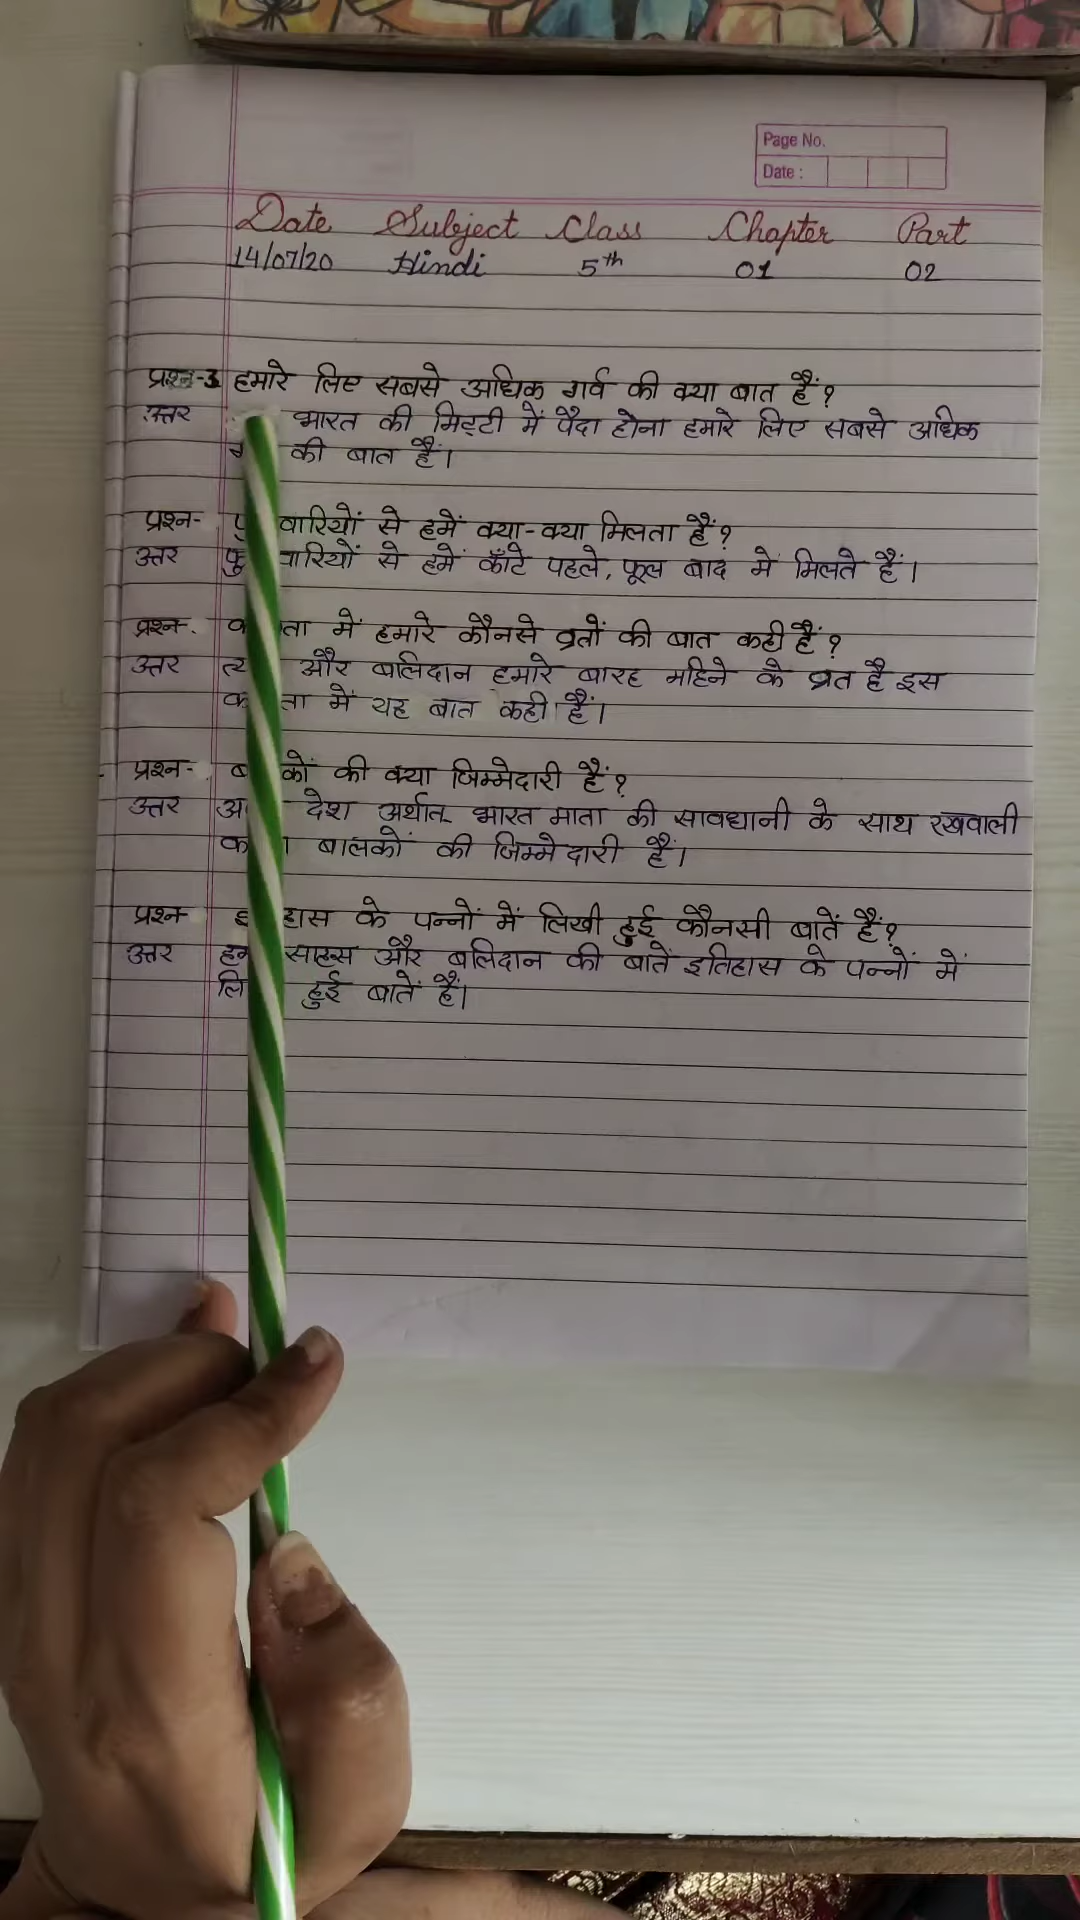 Page No.
Date :
Date Subject Class Chapter Part
14/07/20 Hindi 5th 01 02
प्रश्न-3 हमारे लिए सबसे अधिक गर्व की क्या बात हैं?
उत्तर भारत की मिट्टी में पैदा होना हमारे लिए सबसे अधिक
की बात हैं।
प्रश्न- से हमें क्या-क्या मिलता हैं?
उत्तर से हमें काँटे पहले, फूल बाद में मिलते हैं।
प्रश्न- में हमारे कौनसे व्रतों की बात कही हैं?
उत्तर और बलिदान हमारे बारह महिने के व्रत है इस
में यह बात कही हैं।
प्रश्न- की क्या जिम्मेदारी हैं?
उत्तर देश अर्थात भारत माता की सावधानी के साथ रखवाली
बालकों की जिम्मेदारी हैं।
प्रश्न के पन्नों में लिखी हुई कौनसी बातें हैं?
उत्तर साहस और बलिदान की बातें इतिहास के पन्नों में
हुई बातें हैं।